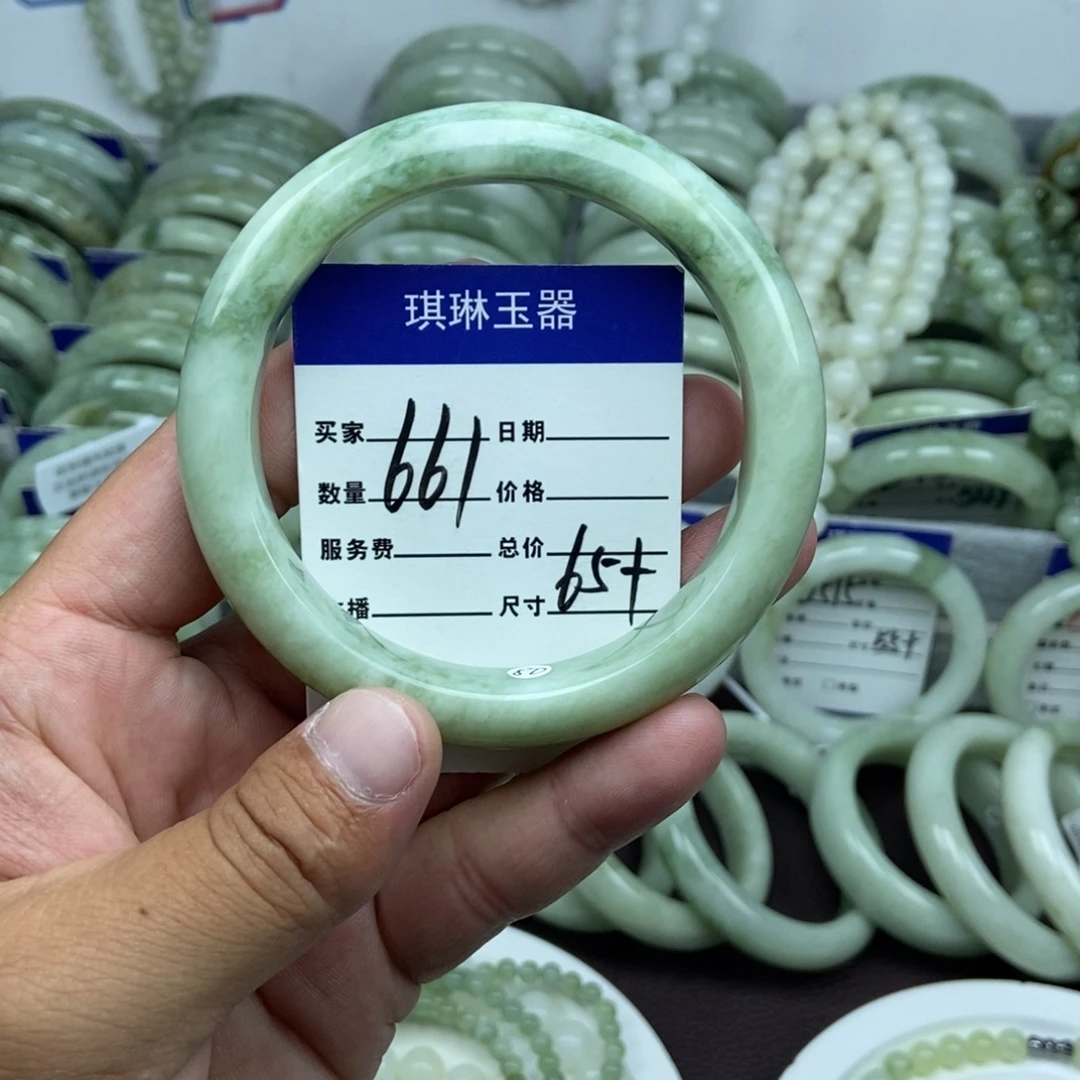 琪琳玉器
买家 661 日期
数量 价格
服务费 总价
播 尺寸 65+